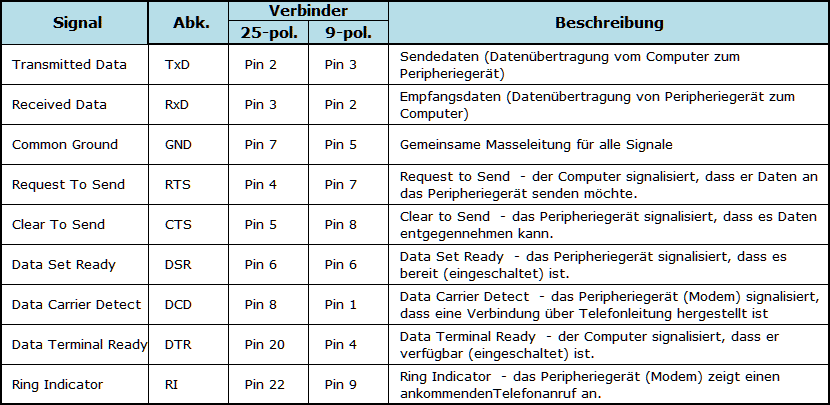 Signal Abk. Verbinder Beschreibung
25-pol. 9-pol.
Transmitted Data TxD Pin 2 Pin 3 Sendedaten (Datenübertragung vom Computer zum
Peripheriegerät)
Received Data RxD Pin 3 Pin 2 Empfangsdaten (Datenübertragung von Peripheriegerät zum
Computer)
Common Ground GND Pin 7 Pin 5 Gemeinsame Masseleitung für alle Signale
Request To Send RTS Pin 4 Pin 7 Request to Send - der Computer signalisiert, dass er Daten an
das Peripheriegerät senden möchte.
Clear To Send CTS Pin 5 Pin 8 Clear to Send - das Peripheriegerät signalisiert, dass es Daten
entgegennehmen kann.
Data Set Ready DSR Pin 6 Pin 6 Data Set Ready - das Peripheriegerät signalisiert, dass es
bereit (eingeschaltet) ist.
Data Carrier Detect DCD Pin 8 Pin 1 Data Carrier Detect - das Peripheriegerät (Modem) signalisiert,
dass eine Verbindung über Telefonleitung hergestellt ist
Data Terminal Ready DTR Pin 20 Pin 4 Data Terminal Ready - der Computer signalisiert, dass er
verfügbar (eingeschaltet) ist.
Ring Indicator RI Pin 22 Pin 9 Ring Indicator - das Peripheriegerät (Modem) zeigt einen
ankommendenTelefonanruf an.